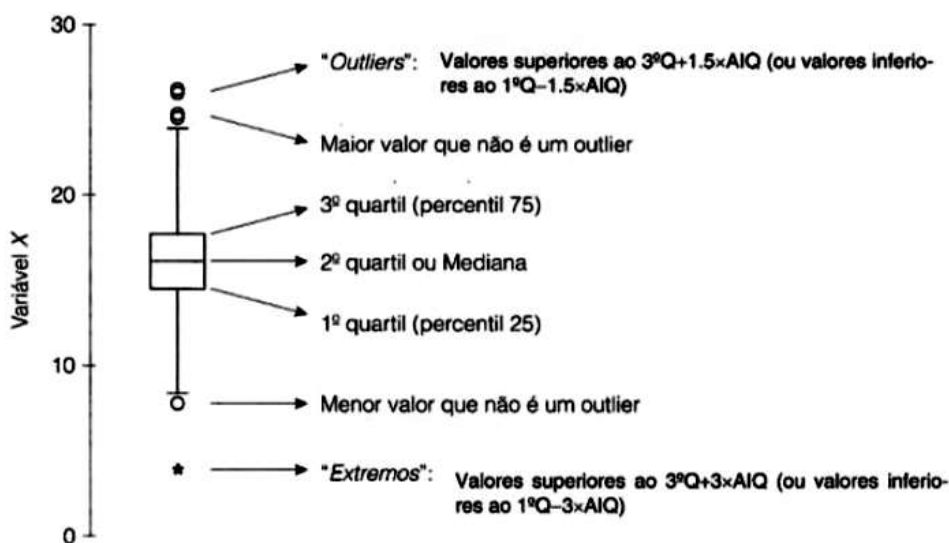 30
"Outliers": Valores superiores ao 3ºQ+1.5×AIQ (ou valores inferio-
res ao 1ºQ–1.5×AIQ)
Maior valor que não é um outlier
20
3º quartil (percentil 75)
2º quartil ou Mediana
Variável X
1º quartil (percentil 25)
10
Menor valor que não é um outlier
"Extremos": Valores superiores ao 3ºQ+3×AIQ (ou valores inferio-
res ao 1ºQ–3×AIQ)
0